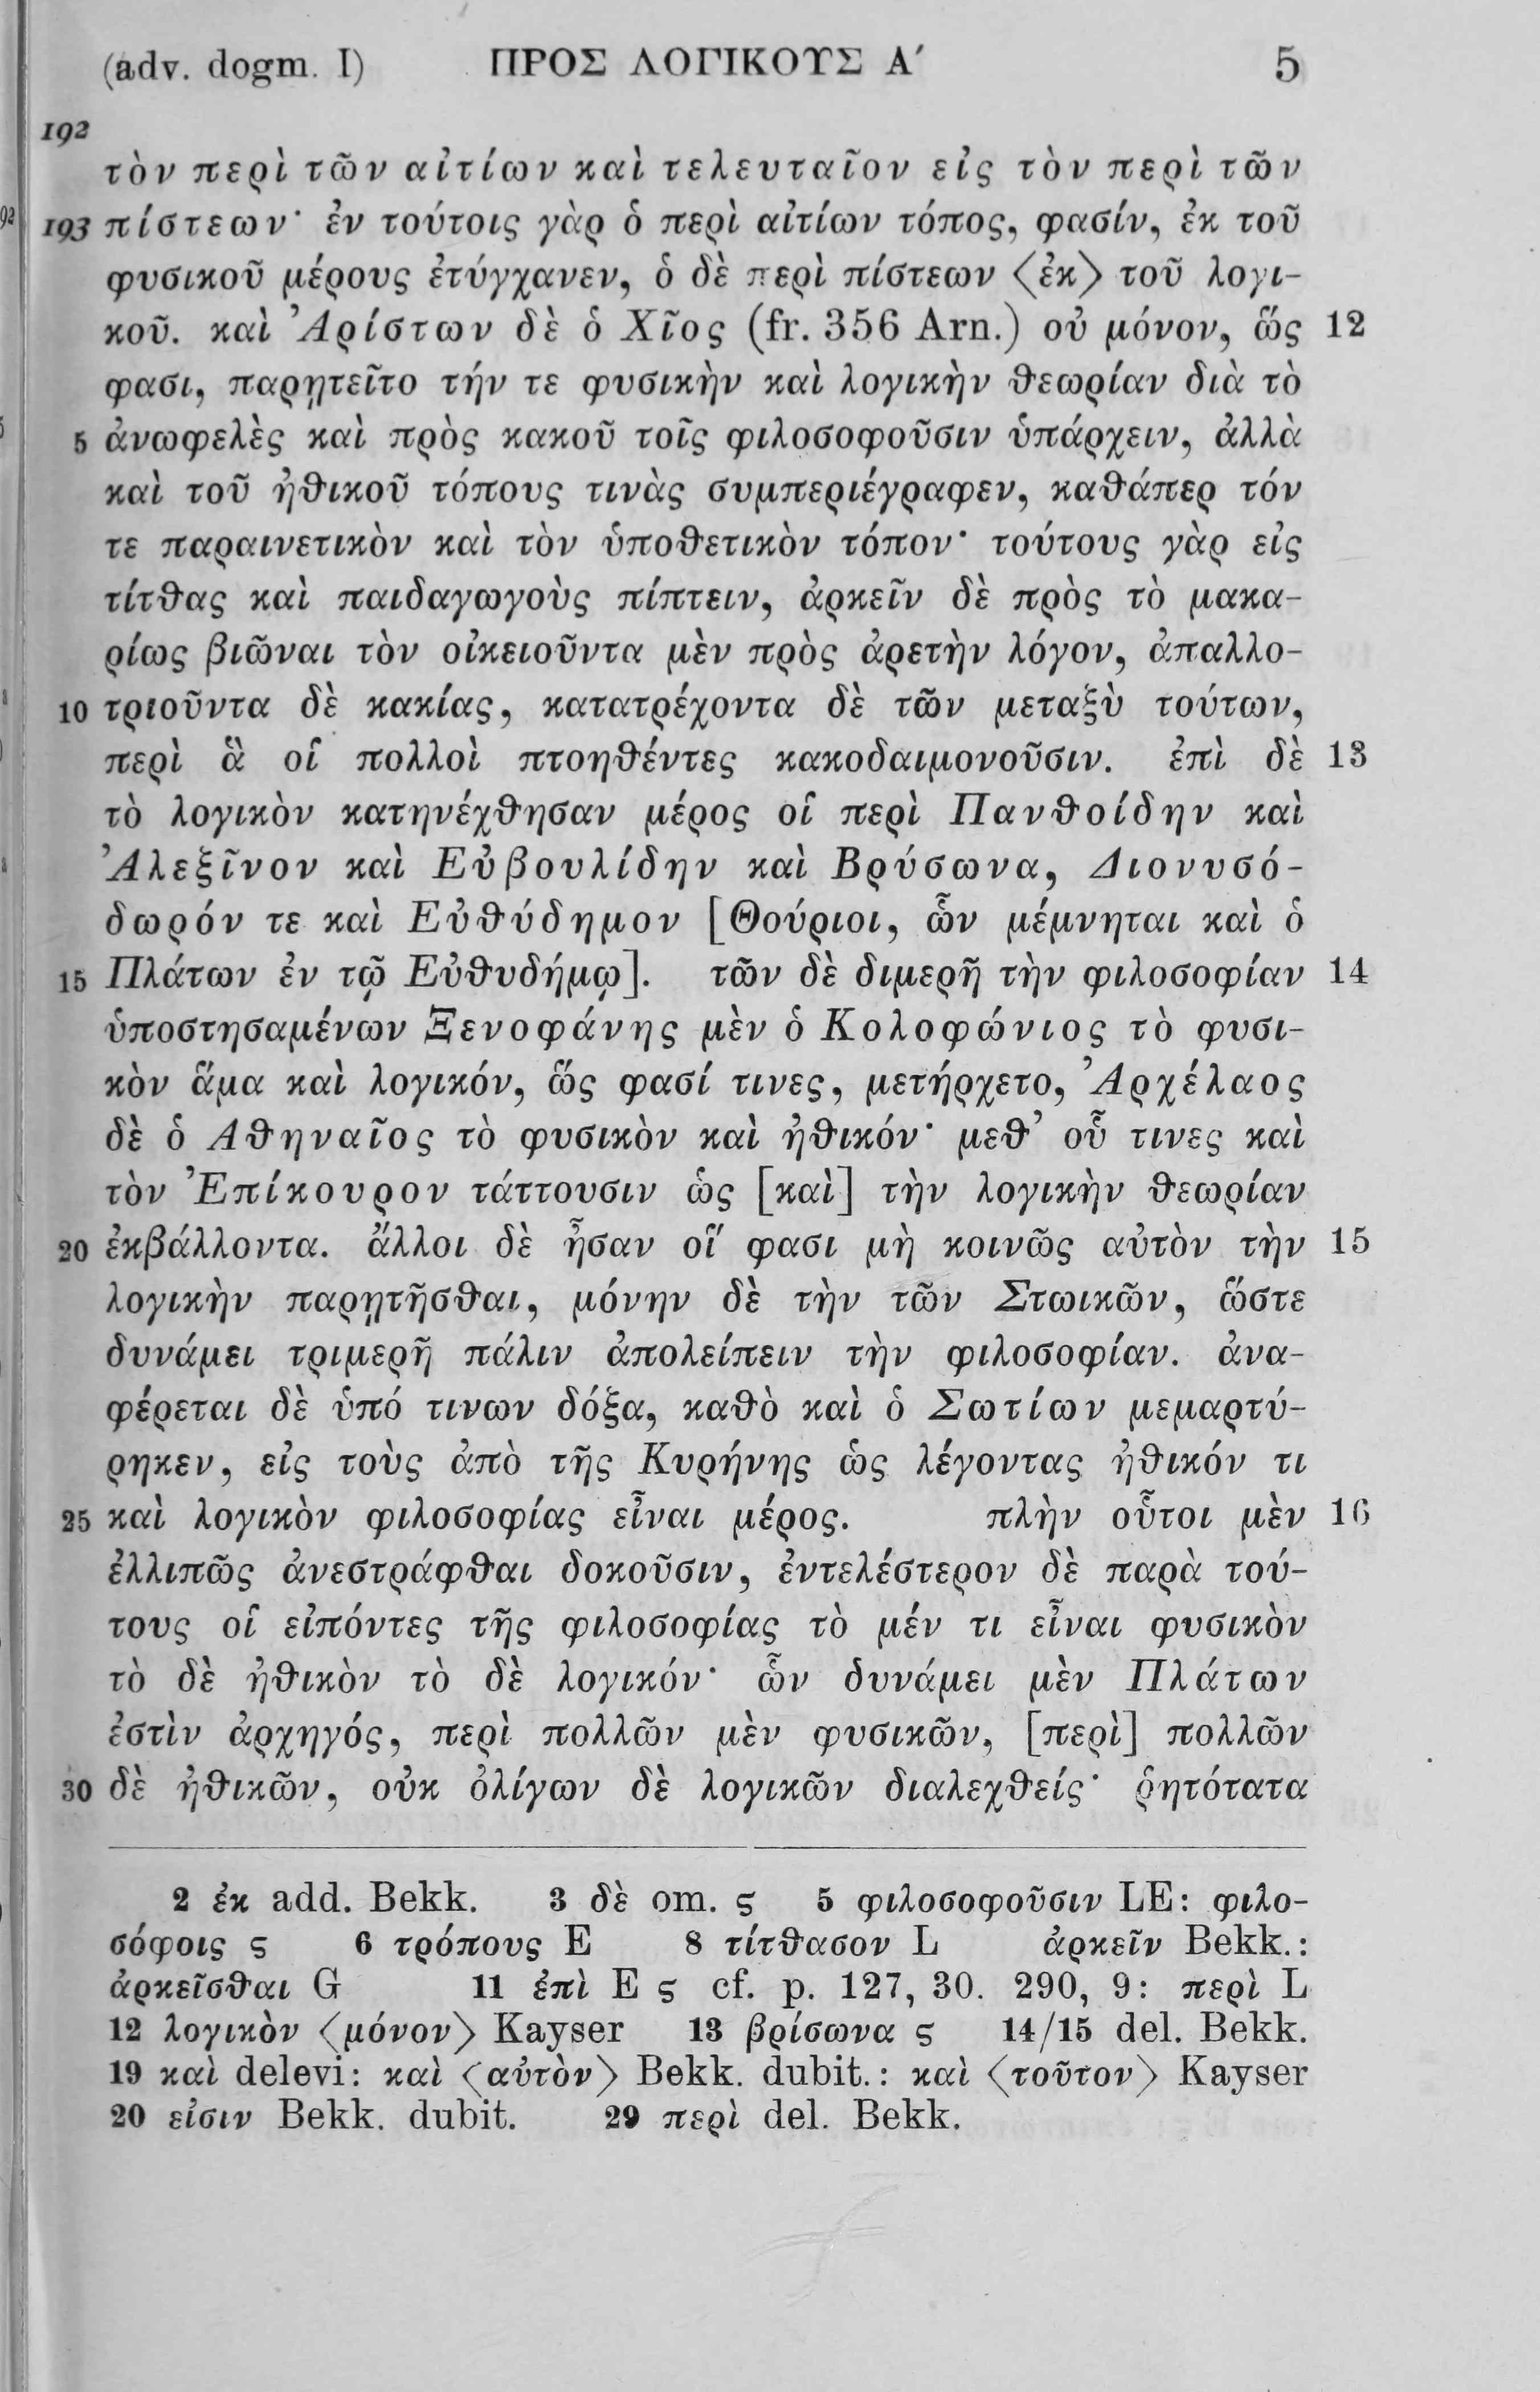 (adv. dogm. I) ΠΡΟΣ ΛΟΓΙΚΟΥΣ Α′ 5
192
τὸν περὶ τῶν αἰτίων καὶ τελευταῖον εἰς τὸν περὶ τῶν
193 πίστεων· ἐν τούτοις γὰρ ὁ περὶ αἰτίων τόπος, φασίν, ἐκ τοῦ
φυσικοῦ μέρους ἐτύγχανεν, ὁ δὲ περὶ πίστεων ⟨ἐκ⟩ τοῦ λογι-
κοῦ. καὶ Ἀρίστων δὲ ὁ Χῖος (fr. 356 Arn.) οὐ μόνον, ὥς 12
φασι, παρῃτεῖτο τήν τε φυσικὴν καὶ λογικὴν θεωρίαν διὰ τὸ
5 ἀνωφελὲς καὶ πρὸς κακοῦ τοῖς φιλοσοφοῦσιν ὑπάρχειν, ἀλλὰ
καὶ τοῦ ἠθικοῦ τόπους τινὰς συμπεριέγραφεν, καθάπερ τόν
τε παραινετικὸν καὶ τὸν ὑποθετικὸν τόπον· τούτους γὰρ εἰς
τίτθας καὶ παιδαγωγοὺς πίπτειν, ἀρκεῖν δὲ πρὸς τὸ μακα-
ρίως βιῶναι τὸν οἰκειοῦντα μὲν πρὸς ἀρετὴν λόγον, ἀπαλλο-
10 τριοῦντα δὲ κακίας, κατατρέχοντα δὲ τῶν μεταξὺ τούτων,
περὶ ἃ οἱ πολλοὶ πτοηθέντες κακοδαιμονοῦσιν. ἐπὶ δὲ 13
τὸ λογικὸν κατηνέχθησαν μέρος οἱ περὶ Πανθοίδην καὶ
Ἀλεξῖνον καὶ Εὐβουλίδην καὶ Βρύσωνα, Διονυσό-
δωρόν τε καὶ Εὐθύδημον [Θούριοι, ὧν μέμνηται καὶ ὁ
15 Πλάτων ἐν τῷ Εὐθυδήμῳ]. τῶν δὲ διμερῆ τὴν φιλοσοφίαν 14
ὑποστησαμένων Ξενοφάνης μὲν ὁ Κολοφώνιος τὸ φυσι-
κὸν ἅμα καὶ λογικόν, ὥς φασί τινες, μετήρχετο, Ἀρχέλαος
δὲ ὁ Ἀθηναῖος τὸ φυσικὸν καὶ ἠθικόν· μεθ’ οὗ τινες καὶ
τὸν Ἐπίκουρον τάττουσιν ὡς [καὶ] τὴν λογικὴν θεωρίαν
20 ἐκβάλλοντα. ἄλλοι δὲ ἦσαν οἵ φασι μὴ κοινῶς αὐτὸν τὴν 15
λογικὴν παρῃτῆσθαι, μόνην δὲ τὴν τῶν Στωικῶν, ὥστε
δυνάμει τριμερῆ πάλιν ἀπολείπειν τὴν φιλοσοφίαν. ἀνα-
φέρεται δὲ ὑπό τινων δόξα, καθὸ καὶ ὁ Σωτίων μεμαρτύ-
ρηκεν, εἰς τοὺς ἀπὸ τῆς Κυρήνης ὡς λέγοντας ἠθικόν τι
25 καὶ λογικὸν φιλοσοφίας εἶναι μέρος. πλὴν οὗτοι μὲν 16
ἐλλιπῶς ἀνεστράφθαι δοκοῦσιν, ἐντελέστερον δὲ παρὰ τού-
τους οἱ εἰπόντες τῆς φιλοσοφίας τὸ μέν τι εἶναι φυσικὸν
τὸ δὲ ἠθικὸν τὸ δὲ λογικόν· ὧν δυνάμει μὲν Πλάτων
ἐστὶν ἀρχηγός, περὶ πολλῶν μὲν φυσικῶν, [περὶ] πολλῶν
30 δὲ ἠθικῶν, οὐκ ὀλίγων δὲ λογικῶν διαλεχθείς· ῥητότατα
2 ἐκ add. Bekk. 3 δὲ om. ς 5 φιλοσοφοῦσιν LE: φιλο-
σόφοις ς 6 τρόπους E 8 τίτθασον L ἀρκεῖν Bekk.:
ἀρκεῖσθαι G 11 ἐπὶ E ς cf. p. 127, 30. 290, 9: περὶ L
12 λογικὸν ⟨μόνον⟩ Kayser 13 βρίσωνα ς 14/15 del. Bekk.
19 καὶ delevi: καὶ ⟨αὐτὸν⟩ Bekk. dubit.: καὶ ⟨τοῦτον⟩ Kayser
20 εἰσιν Bekk. dubit. 29 περὶ del. Bekk.